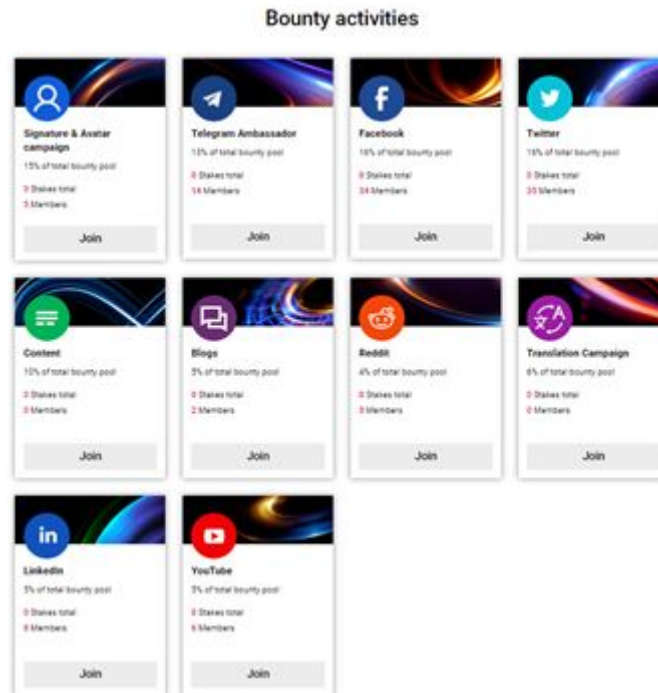 Bounty activities
Signature & Avatar
campaign
15% of total bounty pool
0 Stakes total
5 Members
Join
Telegram Ambassador
of total bounty pool
0 Stakes total
14 Members
Join
Facebook
of total bounty pool
0 Stakes total
34 Members
Join
Twitter
of total bounty pool
0 Stakes total
Members
Join
Content
10% of total bounty pool
0 Stakes total
0 Members
Join
Blogs
5% of total bounty pool
0 Stakes total
2 Members
Join
Reddit
4% of total bounty pool
0 Stakes total
Members
Join
Translation Campaign
6% of total bounty pool
0 Stakes total
0 Members
Join
in
LinkedIn
5% of total bounty pool
0 Stakes total
Members
Join
YouTube
5% of total bounty pool
0 Stakes total
Members
Join